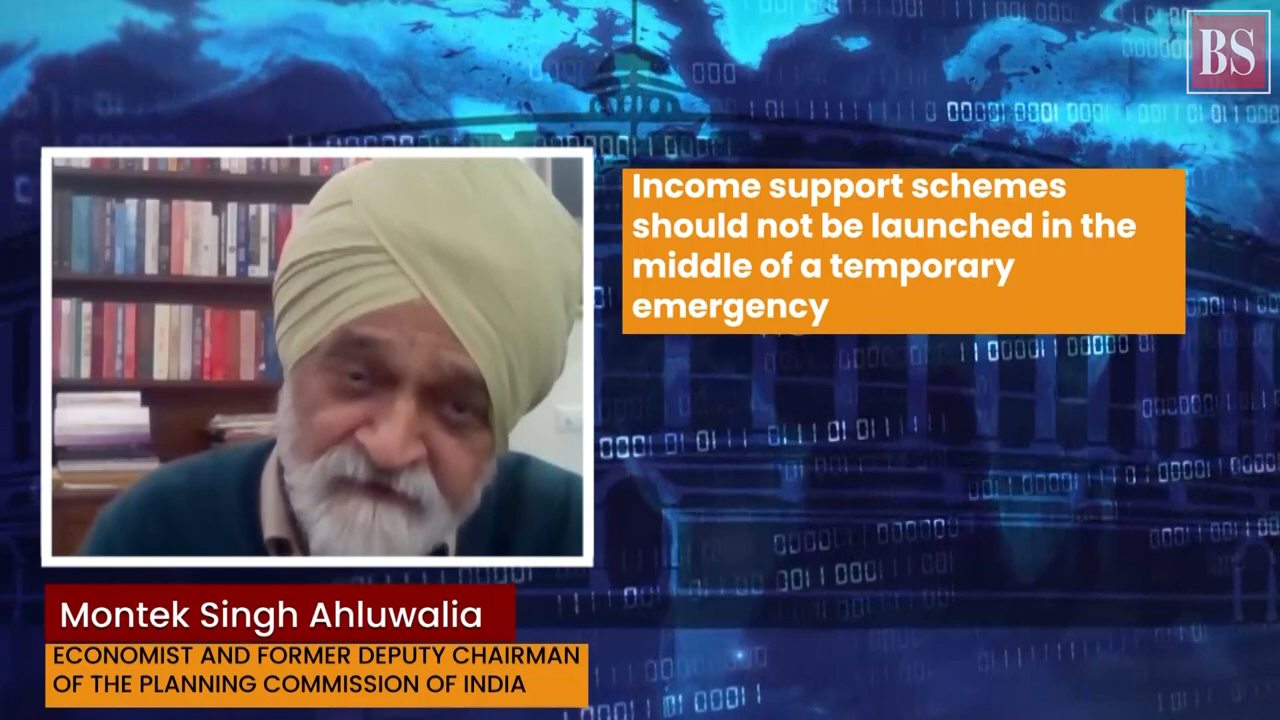 BS
Income support schemes
should not be launched in the
middle of a temporary
emergency
Montek Singh Ahluwalia
ECONOMIST AND FORMER DEPUTY CHAIRMAN
OF THE PLANNING COMMISSION OF INDIA